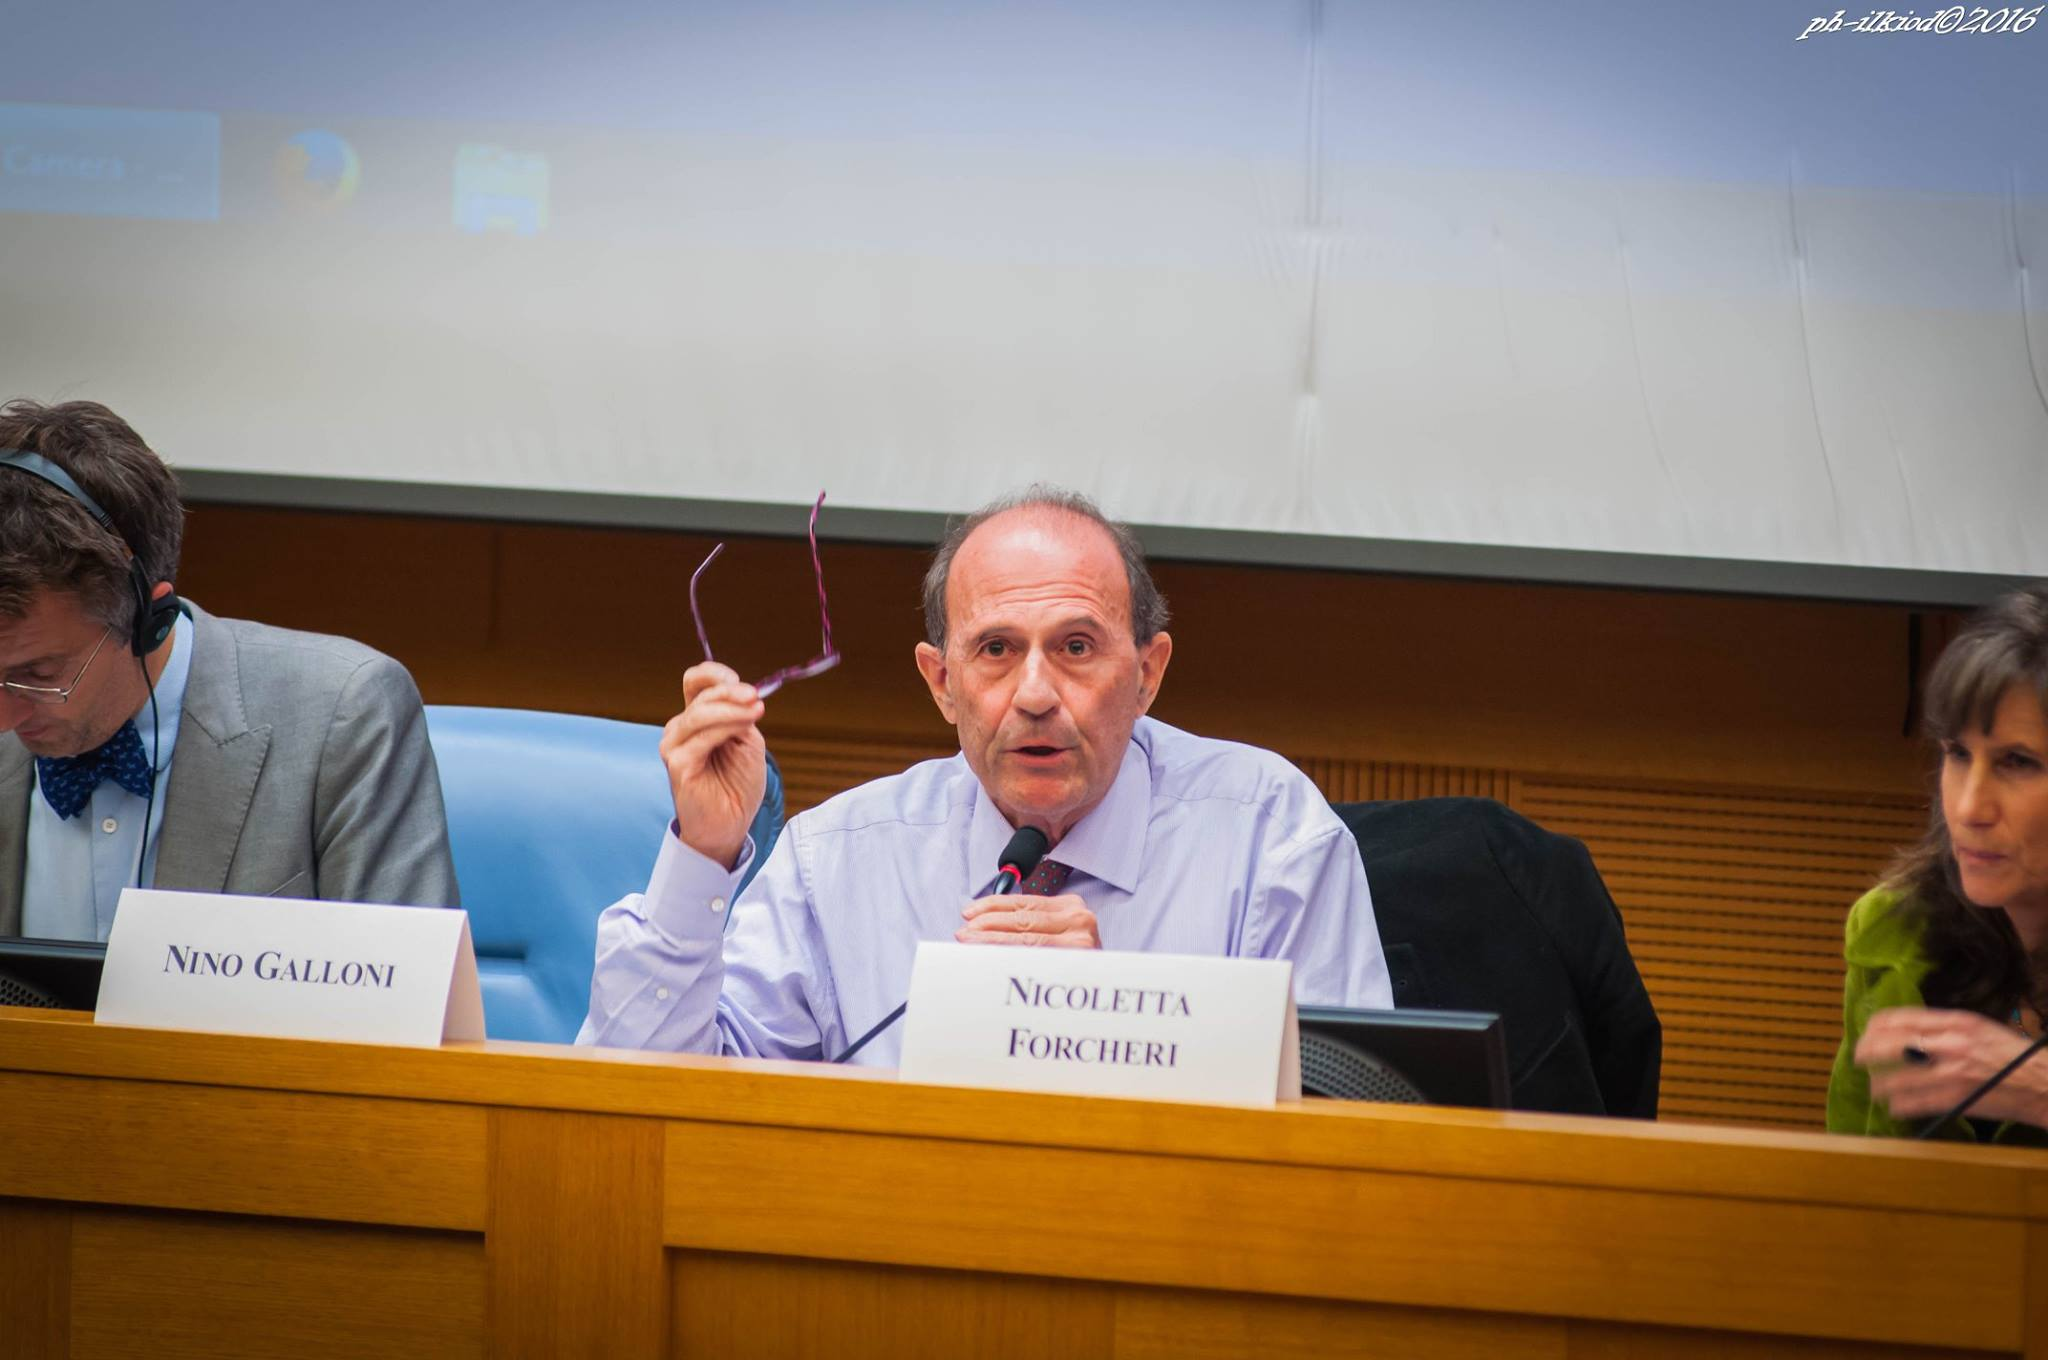 ph-ilkiod©2016
Camera - ...
NINO GALLONI
NICOLETTA
FORCHERI